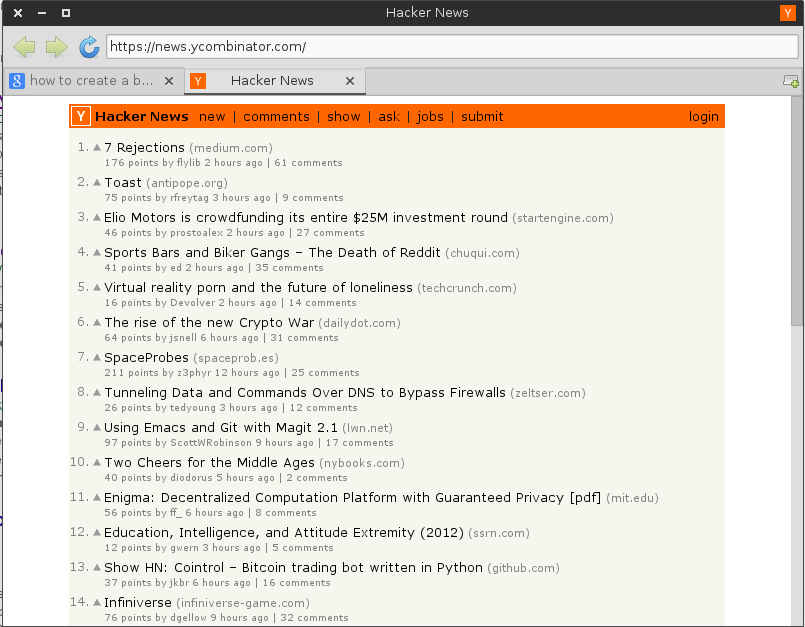 Hacker News
Y
https://news.ycombinator.com/
8 how to create a b... Y Hacker News
Y Hacker News new | comments | show | ask | jobs | submit login
1. 7 Rejections (medium.com)
176 points by flylib 2 hours ago | 61 comments
2. Toast (antipope.org)
75 points by rfreytag 3 hours ago | 9 comments
3. Elio Motors is crowdfunding its entire $25M investment round (startengine.com)
46 points by prostoalex 2 hours ago | 27 comments
4. Sports Bars and Biker Gangs – The Death of Reddit (chuqui.com)
41 points by ed 2 hours ago | 35 comments
5. Virtual reality porn and the future of loneliness (techcrunch.com)
16 points by Devolver 2 hours ago | 14 comments
6. The rise of the new Crypto War (dailydot.com)
64 points by jsnell 6 hours ago | 31 comments
7. SpaceProbes (spaceprob.es)
211 points by z3phyr 12 hours ago | 25 comments
8. Tunneling Data and Commands Over DNS to Bypass Firewalls (zeltser.com)
26 points by tedyoung 3 hours ago | 12 comments
9. Using Emacs and Git with Magit 2.1 (lwn.net)
97 points by ScottWRobinson 9 hours ago | 17 comments
10. Two Cheers for the Middle Ages (nybooks.com)
40 points by diodorus 5 hours ago | 2 comments
11. Enigma: Decentralized Computation Platform with Guaranteed Privacy [pdf] (mit.edu)
56 points by ff_ 6 hours ago | 8 comments
12. Education, Intelligence, and Attitude Extremity (2012) (ssrn.com)
12 points by gwern 3 hours ago | 5 comments
13. Show HN: Cointrol – Bitcoin trading bot written in Python (github.com)
37 points by jkbr 6 hours ago | 16 comments
14. Infiniverse (infiniverse-game.com)
76 points by dgellow 9 hours ago | 32 comments